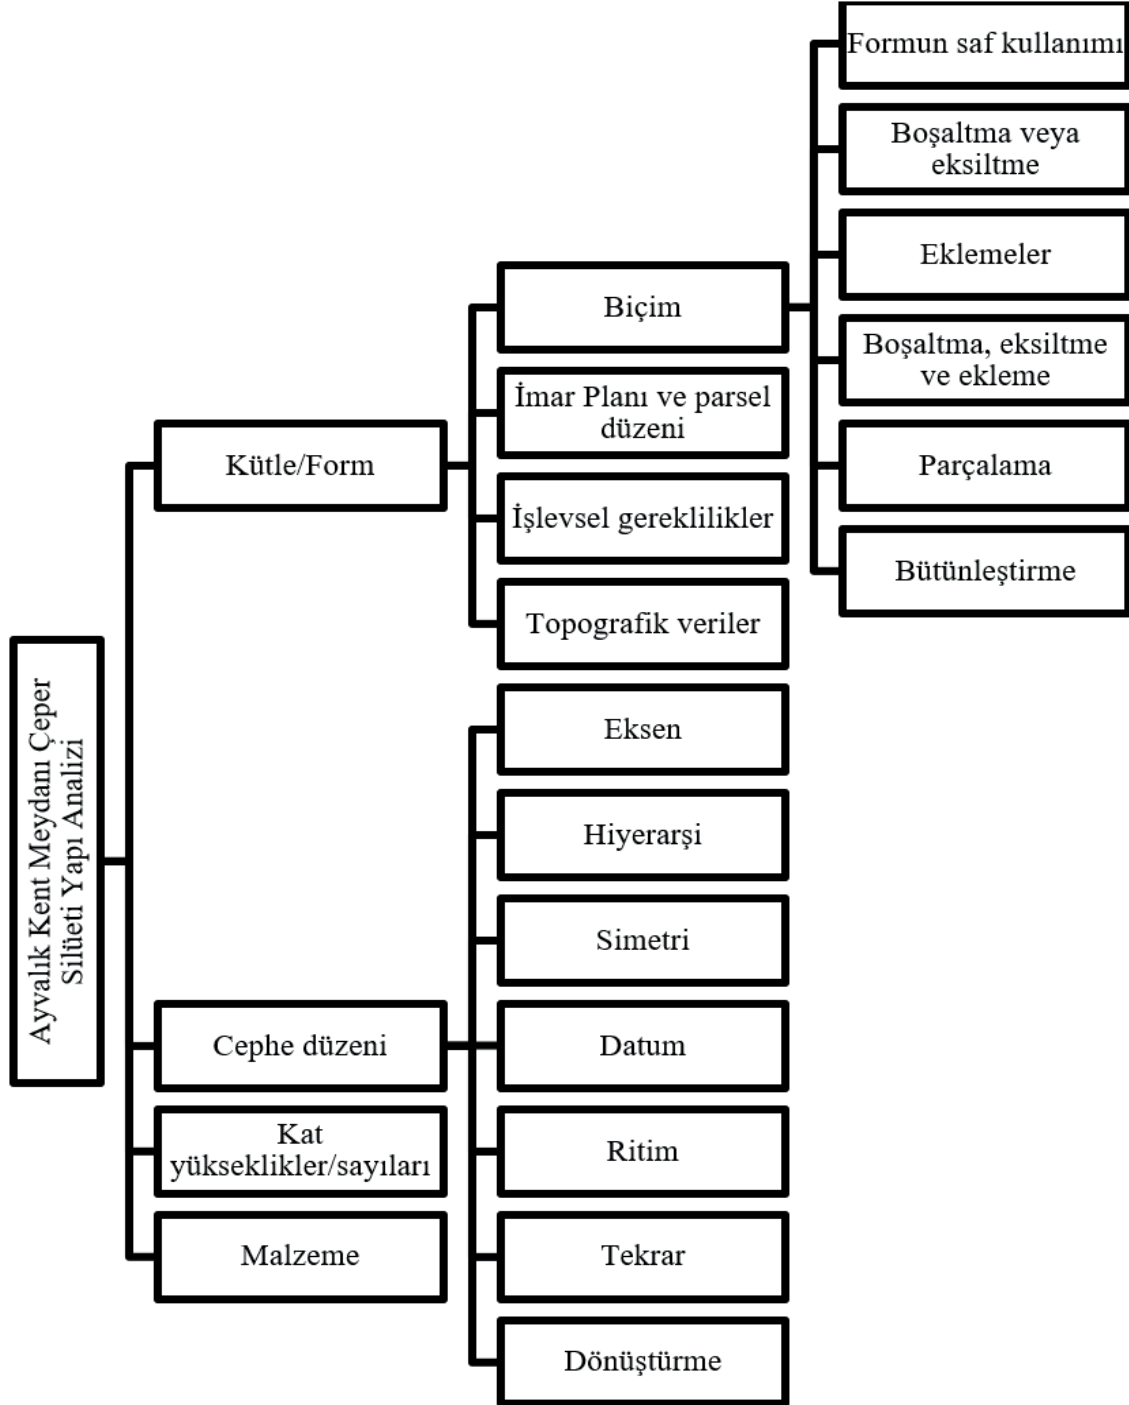 Ayvalık Kent Meydanı Çeper
Silüeti Yapı Analizi
Kütle/Form
Biçim
Formun saf kullanımı
Boşaltma veya
eksiltme
Eklemeler
Boşaltma, eksiltme
ve ekleme
Parçalama
Bütünleştirme
İmar Planı ve parsel
düzeni
İşlevsel gereklilikler
Topografik veriler
Cephe düzeni
Eksen
Hiyerarşi
Simetri
Datum
Ritim
Tekrar
Dönüştürme
Kat
yükseklikler/sayıları
Malzeme